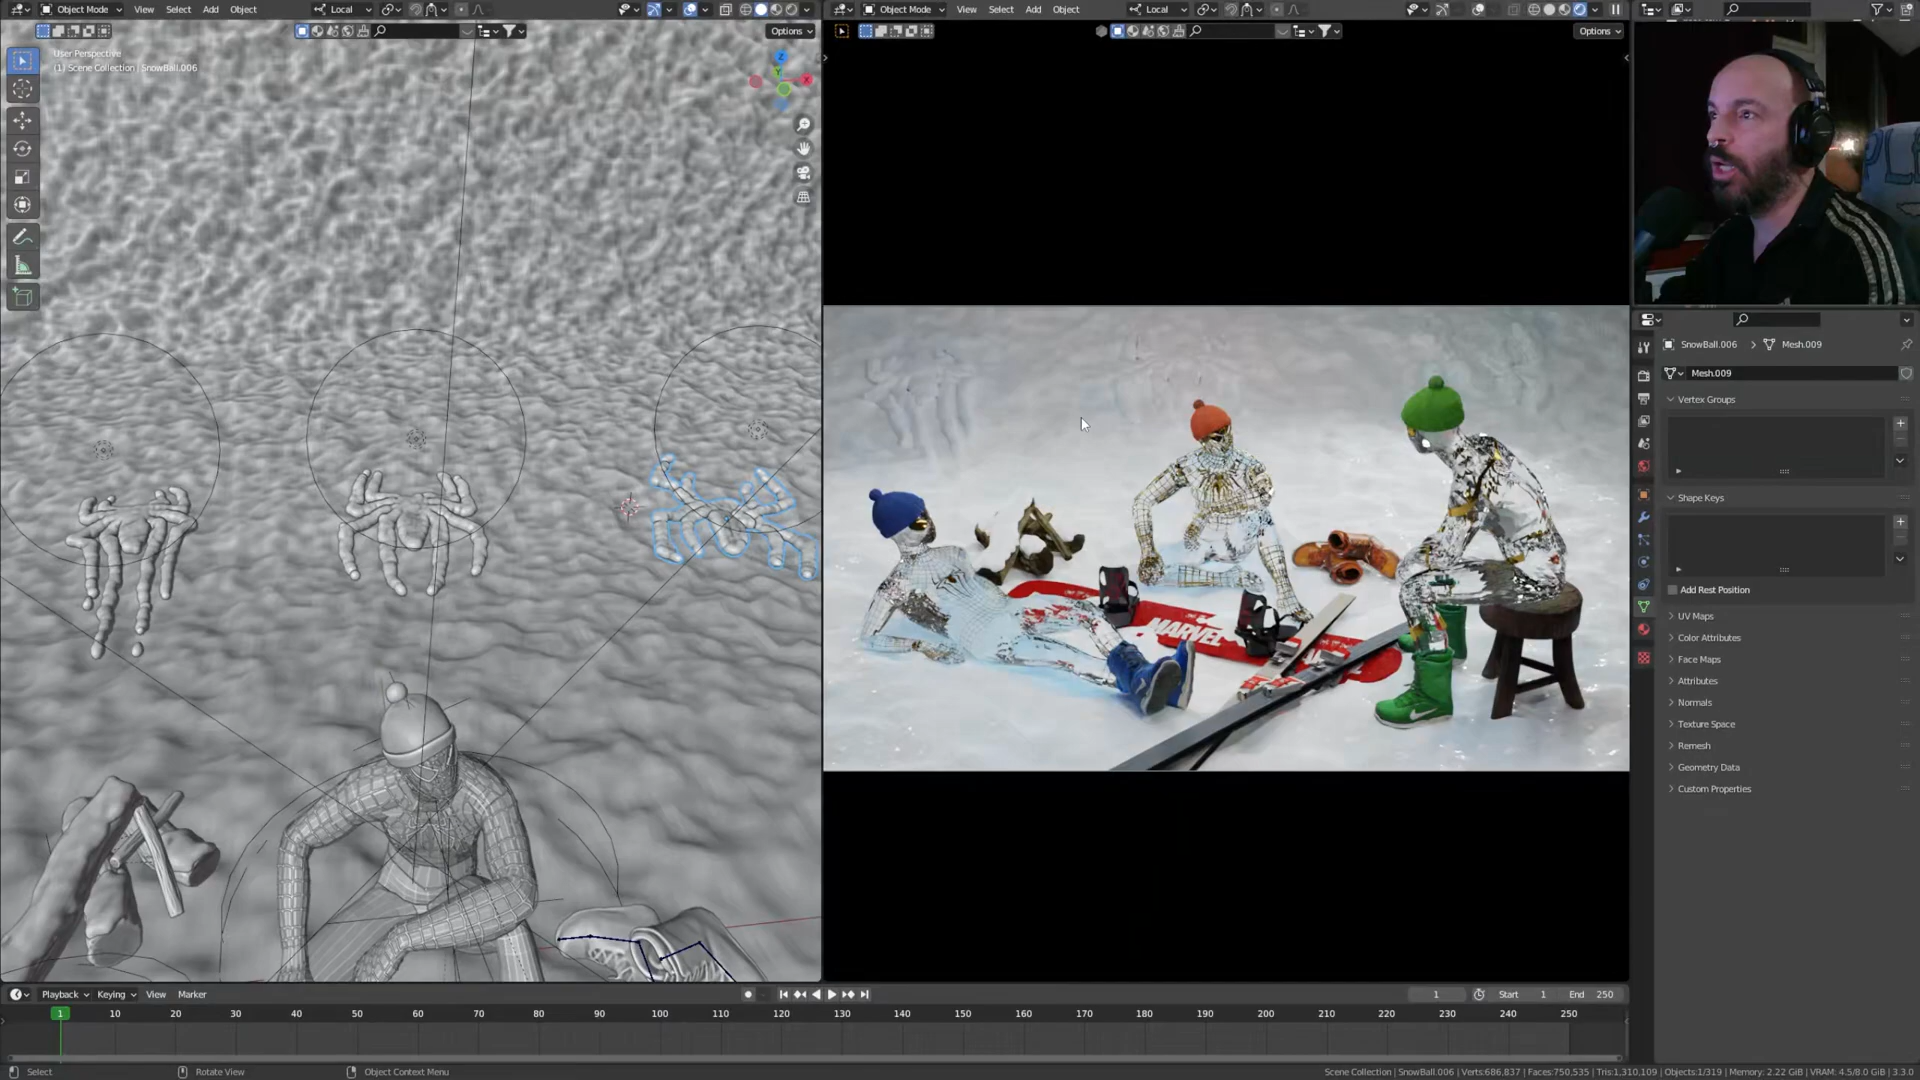 Object Mode View Select Add Object Local
Options
User Perspective
(1) Scene Collection | SnowBall.006
Object Mode View Select Add Object Local
Options
MARVEL
SnowBall.006 Mesh.009
Mesh.009
Vertex Groups
Shape Keys
Add Rest Position
UV Maps
Color Attributes
Face Maps
Attributes
Normals
Texture Space
Remesh
Geometry Data
Custom Properties
Playback Keying View Marker
1 Start 1 End 250
1 10 20 30 40 50 60 70 80 90 100 110 120 130 140 150 160 170 180 190 200 210 220 230 240 250
Select Rotate View Object Context Menu
Scene Collection | SnowBall.006 | Verts:686,837 | Faces:750,535 | Tris:1,310,109 | Objects:1/319 | Memory: 2.22 GiB | VRAM: 4.5/8.0 GiB | 3.3.0